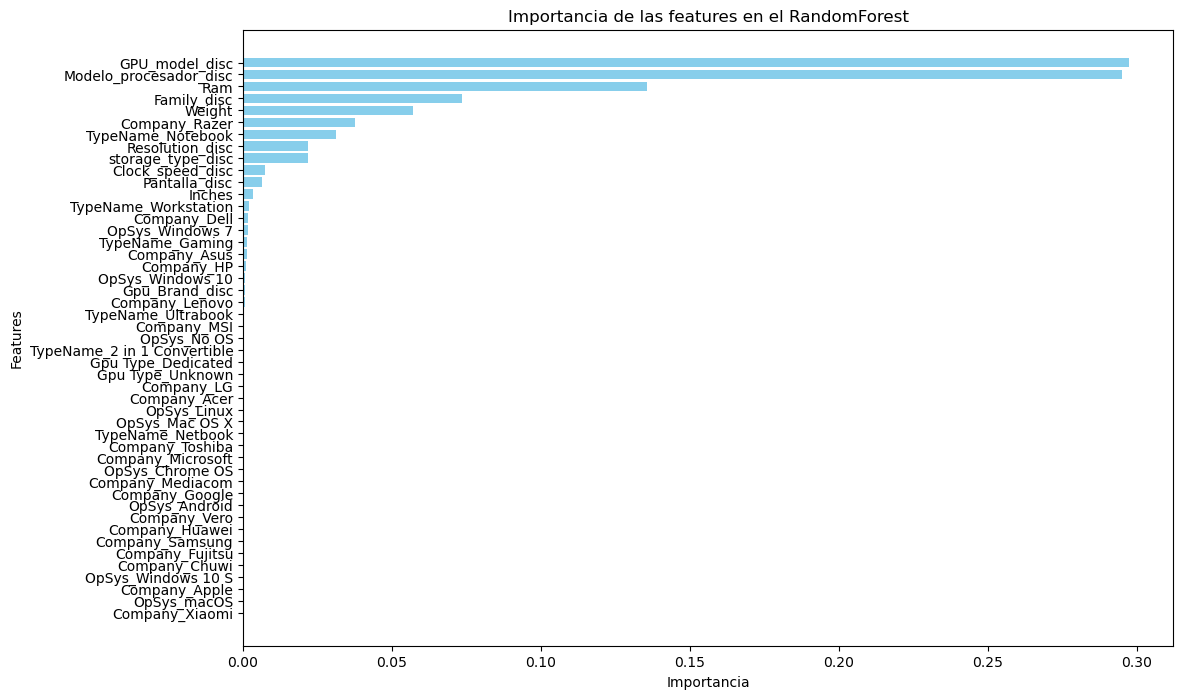 Importancia de las features en el RandomForest
GPU_model_disc
Modelo_procesador_disc
Ram
Family_disc
Weight
Company_Razer
TypeName_Notebook
Resolution_disc
storage_type_disc
Clock_speed_disc
Pantalla_disc
Inches
TypeName_Workstation
Company_Dell
OpSys_Windows 7
TypeName_Gaming
Company_Asus
Company_HP
OpSys_Windows 10
Gpu_Brand_disc
Company_Lenovo
TypeName_Ultrabook
Company_MSI
OpSys_No OS
TypeName_2 in 1 Convertible
Gpu Type_Dedicated
Gpu Type_Unknown
Company_LG
Company_Acer
OpSys_Linux
OpSys_Mac OS X
TypeName_Netbook
Company_Toshiba
Company_Microsoft
OpSys_Chrome OS
Company_Mediacom
Company_Google
OpSys_Android
Company_Vero
Company_Huawei
Company_Samsung
Company_Fujitsu
Company_Chuwi
OpSys_Windows 10 S
Company_Apple
OpSys_macOS
Company_Xiaomi
Features
0.00 0.05 0.10 0.15 0.20 0.25 0.30
Importancia